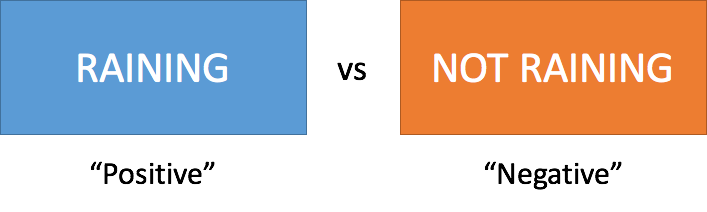 RAINING vs NOT RAINING
“Positive” “Negative”